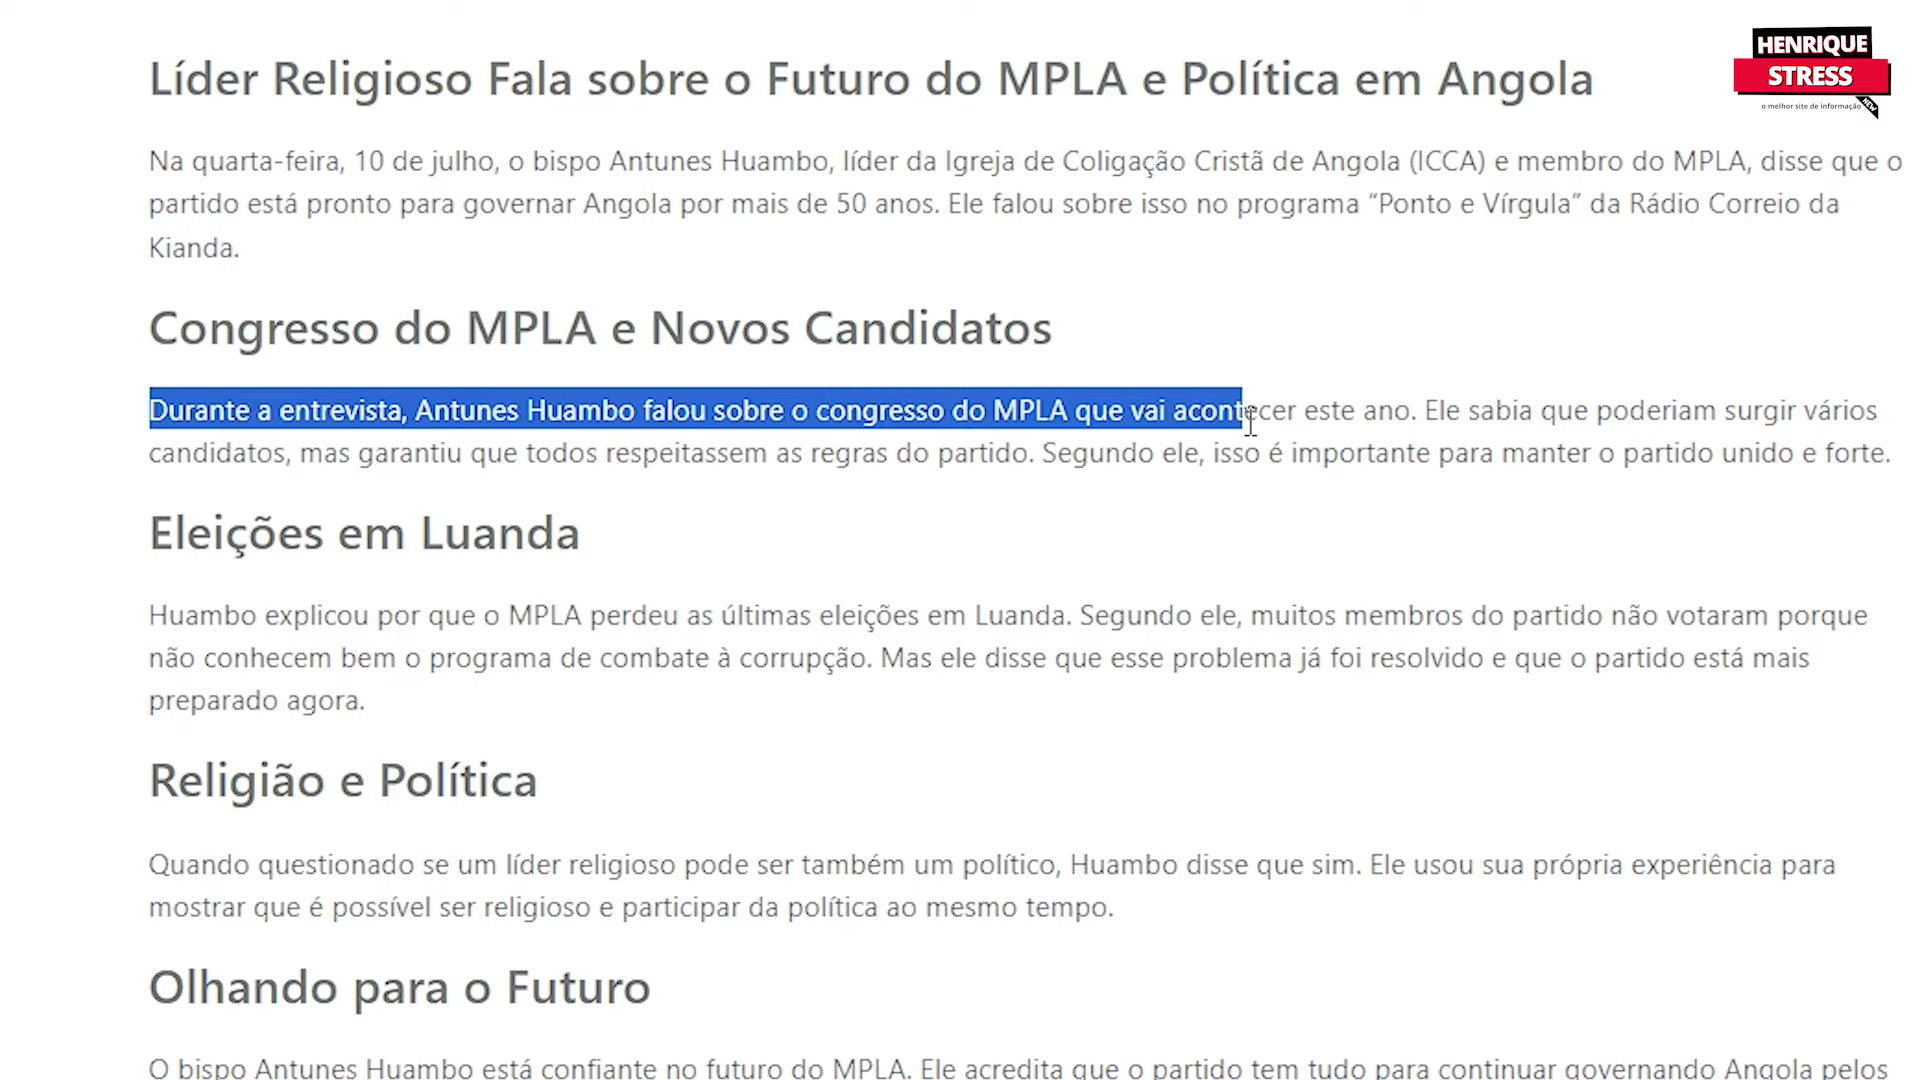 HENRIQUE
STRESS
o melhor site de informação
NEW
Líder Religioso Fala sobre o Futuro do MPLA e Política em Angola
Na quarta-feira, 10 de julho, o bispo Antunes Huambo, líder da Igreja de Coligação Cristã de Angola (ICCA) e membro do MPLA, disse que o
partido está pronto para governar Angola por mais de 50 anos. Ele falou sobre isso no programa “Ponto e Vírgula” da Rádio Correio da
Kianda.
Congresso do MPLA e Novos Candidatos
Durante a entrevista, Antunes Huambo falou sobre o congresso do MPLA que vai acontecer este ano. Ele sabia que poderiam surgir vários
candidatos, mas garantiu que todos respeitassem as regras do partido. Segundo ele, isso é importante para manter o partido unido e forte.
Eleições em Luanda
Huambo explicou por que o MPLA perdeu as últimas eleições em Luanda. Segundo ele, muitos membros do partido não votaram porque
não conhecem bem o programa de combate à corrupção. Mas ele disse que esse problema já foi resolvido e que o partido está mais
preparado agora.
Religião e Política
Quando questionado se um líder religioso pode ser também um político, Huambo disse que sim. Ele usou sua própria experiência para
mostrar que é possível ser religioso e participar da política ao mesmo tempo.
Olhando para o Futuro
O bispo Antunes Huambo está confiante no futuro do MPLA. Ele acredita que o partido tem tudo para continuar governando Angola pelos